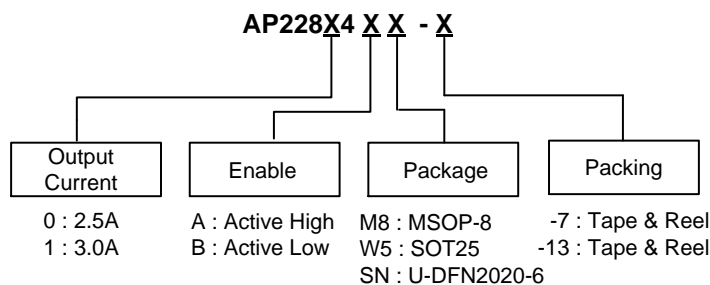 AP228X4 X X - X
Output
Current
Enable
Package
Packing
0 : 2.5A
1 : 3.0A
A : Active High
B : Active Low
M8 : MSOP-8
W5 : SOT25
SN : U-DFN2020-6
-7 : Tape & Reel
-13 : Tape & Reel